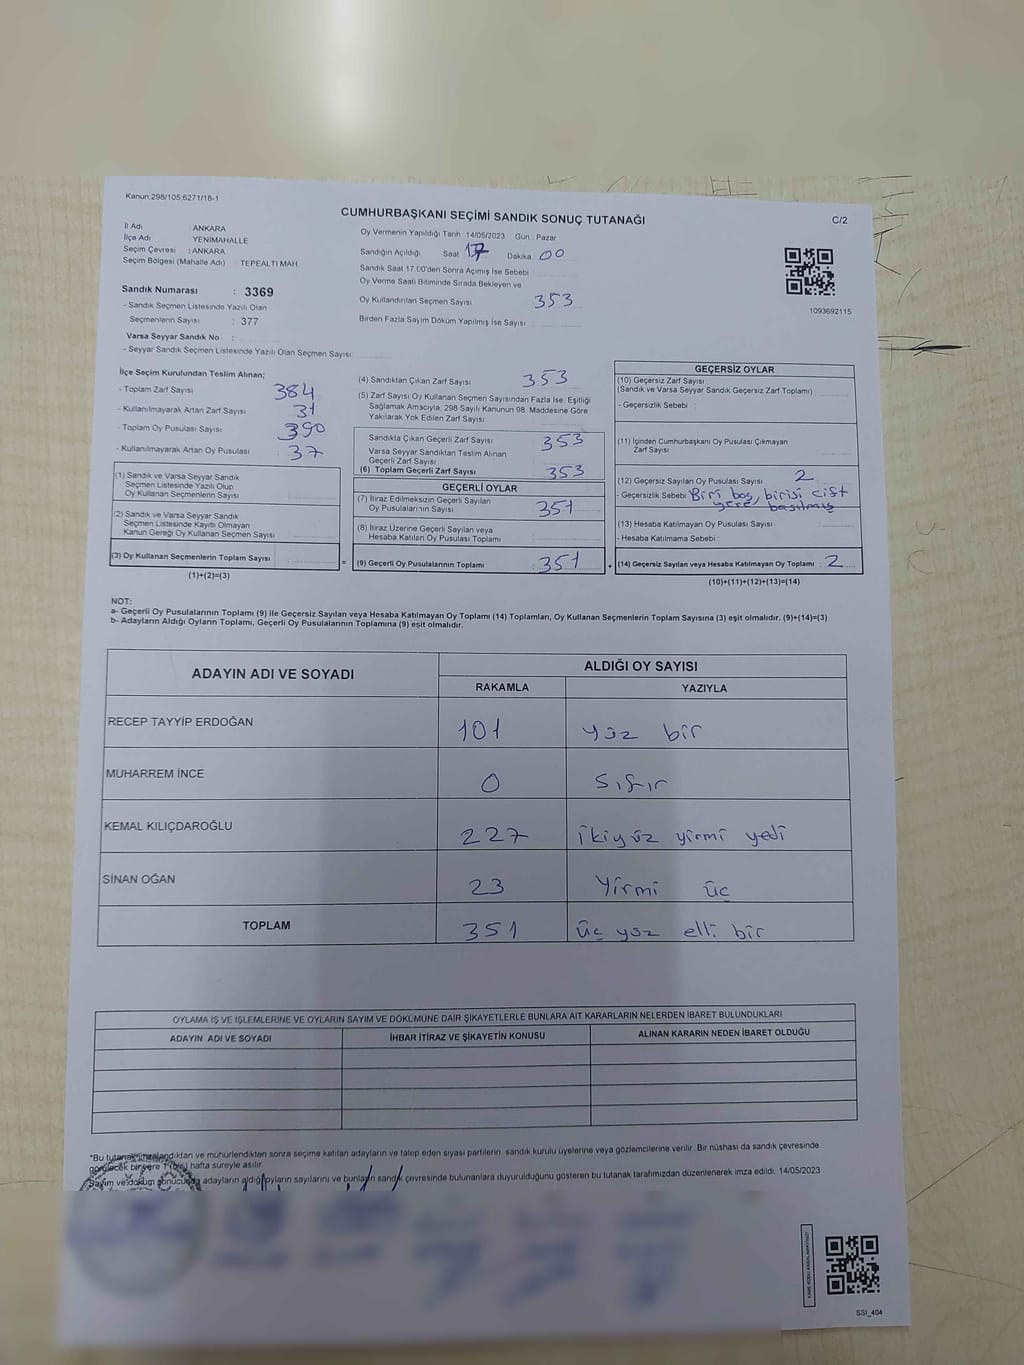 Kanun:298/105:6271/18-1
CUMHURBAŞKANI SEÇİMİ SANDIK SONUÇ TUTANAĞI
C/2
İl Adı : ANKARA
İlçe Adı YENİMAHALLE
Seçim Çevresi : ANKARA
Seçim Bölgesi (Mahalle Adı) TEPEALTI MAH.
Sandık Numarası : 3369
- Sandık Seçmen Listesinde Yazılı Olan
Seçmenlerin Sayısı : 377
Varsa Seyyar Sandık No :
- Seyyar Sandık Seçmen Listesinde Yazılı Olan Seçmen Sayısı
Oy Vermenin Yapıldığı Tarih :14/05/2023 Gün : Pazar
Sandığın Açıldığı Saat 17 Dakika 00
Sandık Saat 17:00'den Sonra Açımış İse Sebebi
Oy Verme Saati Bitiminde Sırada Bekleyen ve
Oy Kullandırılan Seçmen Sayısı 353
Birden Fazla Sayım Döküm Yapılmış İse Sayısı :
1093692115
İlçe Seçim Kurulundan Teslim Alınan;
- Toplam Zarf Sayısı 384
- Kullanılmayarak Artan Zarf Sayısı 31
- Toplam Oy Pusulası Sayısı 390
- Kullanılmayarak Artan Oy Pusulası 37
(1) Sandık ve Varsa Seyyar Sandık
Seçmen Listesinde Yazılı Olup
Oy Kullanan Seçmenlerin Sayısı
(2) Sandık ve Varsa Seyyar Sandık
Seçmen Listesinde Kayıtlı Olmayan
Kanun Gereği Oy Kullanan Seçmen Sayısı
(3) Oy Kullanan Seçmenlerin Toplam Sayısı
=
(1)+(2)=(3)
(4) Sandıktan Çıkan Zarf Sayısı 353
(5) Zarf Sayısı Oy Kullanan Seçmen Sayısından Fazla İse, Eşitliği
Sağlamak Amacıyla, 298 Sayılı Kanunun 98. Maddesine Göre
Yakılarak Yok Edilen Zarf Sayısı
Sandıkta Çıkan Geçerli Zarf Sayısı 353
Varsa Seyyar Sandıktan Teslim Alınan
Geçerli Zarf Sayısı
(6) Toplam Geçerli Zarf Sayısı 353
GEÇERLİ OYLAR
(7) İtiraz Edilmeksizin Geçerli Sayılan
Oy Pusulalarının Sayısı 351
(8) İtiraz Üzerine Geçerli Sayılan veya
Hesaba Katılan Oy Pusulası Toplamı
(9) Geçerli Oy Pusulalarının Toplamı : 351
+
GEÇERSİZ OYLAR
(10) Geçersiz Zarf Sayısı
(Sandık ve Varsa Seyyar Sandık Geçersiz Zarf Toplamı)
- Geçersizlik Sebebi :
(11) İçinden Cumhurbaşkanı Oy Pusulası Çıkmayan
Zarf Sayısı
(12) Geçersiz Sayılan Oy Pusulası Sayısı 2
- Geçersizlik Sebebi Biri boş, birisi çift
yere basılmış
(13) Hesaba Katılmayan Oy Pusulası Sayısı :
- Hesaba Katılmama Sebebi :
(14) Geçersiz Sayılan veya Hesaba Katılmayan Oy Toplamı : 2
(10)+(11)+(12)+(13)=(14)
NOT:
a- Geçerli Oy Pusulalarının Toplamı (9) ile Geçersiz Sayılan veya Hesaba Katılmayan Oy Toplamı (14) Toplamları, Oy Kullanan Seçmenlerin Toplam Sayısına (3) eşit olmalıdır. (9)+(14)=(3)
b- Adayların Aldığı Oyların Toplamı, Geçerli Oy Pusulalarının Toplamına (9) eşit olmalıdır.
ADAYIN ADI VE SOYADI
ALDIĞI OY SAYISI
RAKAMLA YAZIYLA
RECEP TAYYİP ERDOĞAN 101 yüz bir
MUHARREM İNCE 0 sıfır
KEMAL KILIÇDAROĞLU 227 ikiyüz yirmi yedi
SİNAN OĞAN 23 Yirmi üç
TOPLAM 351 üç yüz elli bir
OYLAMA İŞ VE İŞLEMLERİNE VE OYLARIN SAYIM VE DÖKÜMÜNE DAİR ŞİKAYETLERLE BUNLARA AİT KARARLARIN NELERDEN İBARET BULUNDUKLARI
ADAYIN ADI VE SOYADI İHBAR İTİRAZ VE ŞİKAYETİN KONUSU ALINAN KARARIN NEDEN İBARET OLDUĞU
*Bu tutanak imzalandıktan ve mühürlendikten sonra seçime katılan adayların ve talep eden siyasi partilerin sandık kurulu üyelerine veya gözlemcilerine verilir. Bir nüshası da sandık çevresinde
görülecek bir yere 1 (bir) hafta süreyle asılır.
Sayım ve döküm sonucunda adayların aldığı oyların sayılarını ve bunların sandık çevresinde bulunanlara duyurulduğunu gösteren bu tutanak tarafımızdan düzenlenerek imza edildi. 14/05/2023
SSI_404